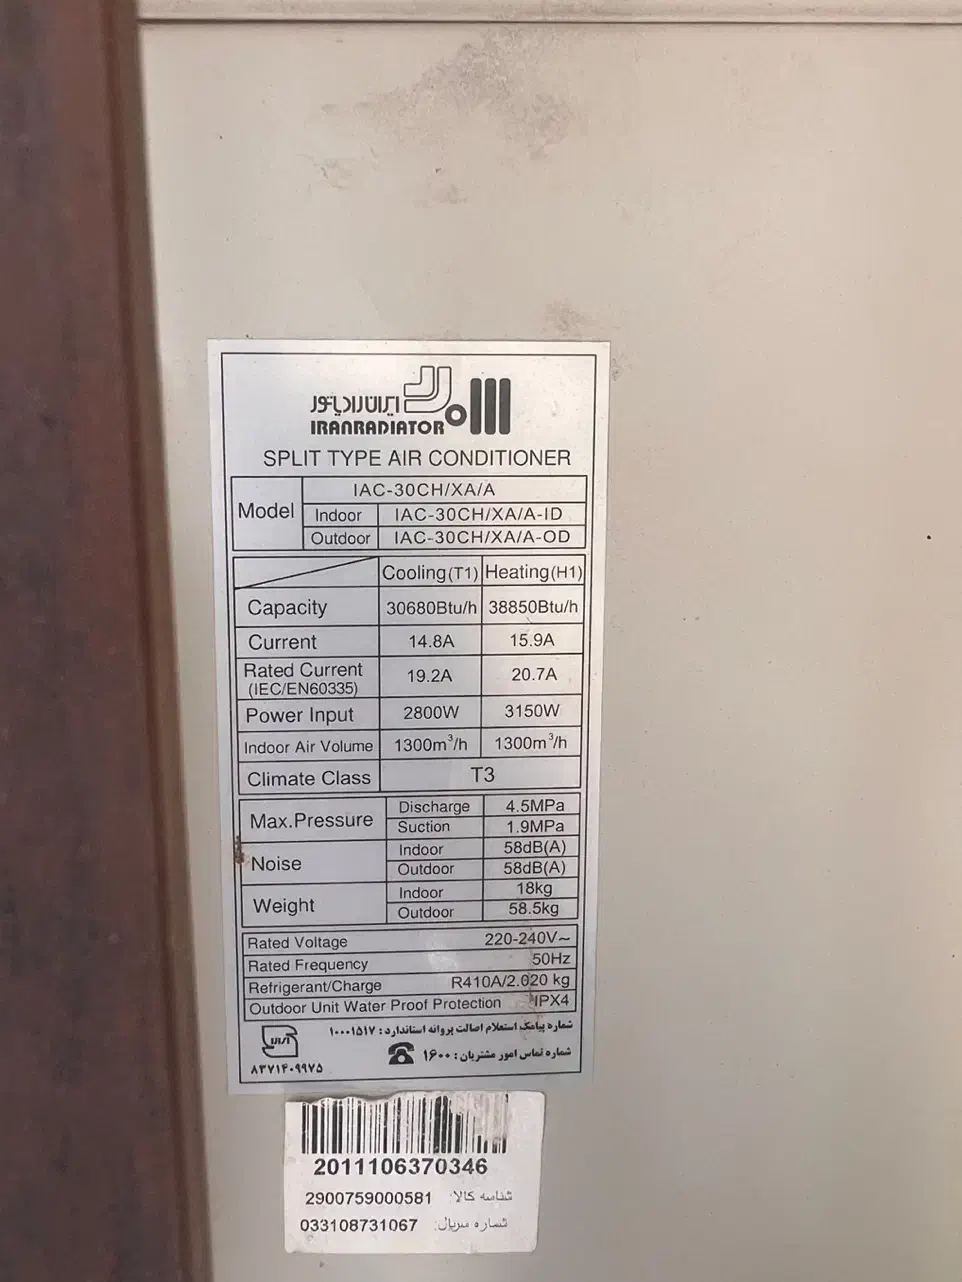 ایران رادیاتور
IRANRADIATOR
SPLIT TYPE AIR CONDITIONER
Model IAC-30CH/XA/A
Indoor IAC-30CH/XA/A-ID
Outdoor IAC-30CH/XA/A-OD
Cooling(T1) Heating(H1)
Capacity 30680Btu/h 38850Btu/h
Current 14.8A 15.9A
Rated Current (IEC/EN60335) 19.2A 20.7A
Power Input 2800W 3150W
Indoor Air Volume 1300m³/h 1300m³/h
Climate Class T3
Max.Pressure Discharge 4.5MPa
Suction 1.9MPa
Noise Indoor 58dB(A)
Outdoor 58dB(A)
Weight Indoor 18kg
Outdoor 58.5kg
Rated Voltage 220-240V~
Rated Frequency 50Hz
Refrigerant/Charge R410A/2.020 kg
Outdoor Unit Water Proof Protection IPX4
شماره پیامک استعلام اصالت پروانه استاندارد : ۱۰۰۰۱۵۱۷
شماره تماس امور مشتریان : ۱۶۰۰
۸۳۷۱۴۰۹۹۷۵
2011106370346
شناسه کالا: 2900759000581
شماره سریال: 033108731067